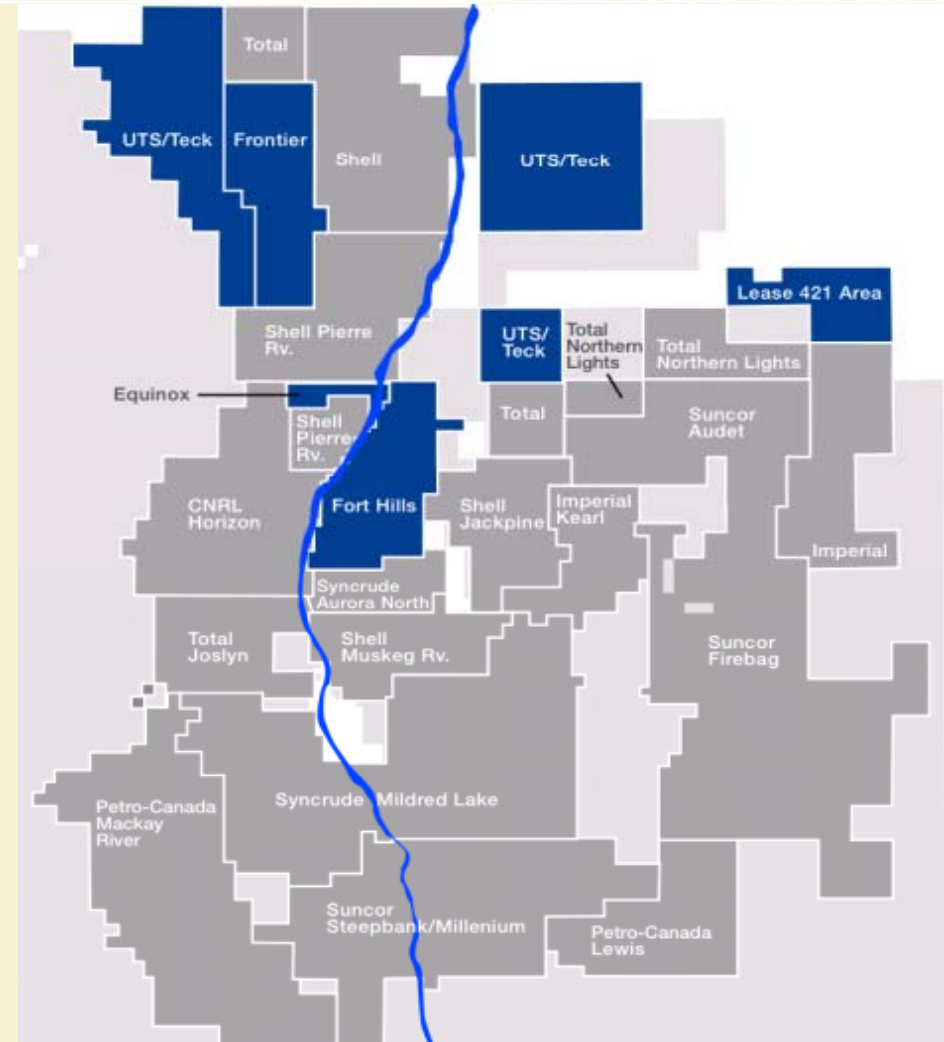 Total
UTS/Teck
Frontier
Shell
UTS/Teck
Lease 421 Area
Shell Pierre
Rv.
UTS/
Teck
Total
Northern
Lights
Total
Northern Lights
Equinox
Shell
Pierre
Rv.
Total
Suncor
Audet
CNRL
Horizon
Fort Hills
Shell
Jackpine
Imperial
Kearl
Imperial
Syncrude
Aurora North
Total
Joslyn
Shell
Muskeg Rv.
Suncor
Firebag
Petro-Canada
Mackay
River
Syncrude Mildred Lake
Suncor
Steepbank/Millenium
Petro-Canada
Lewis